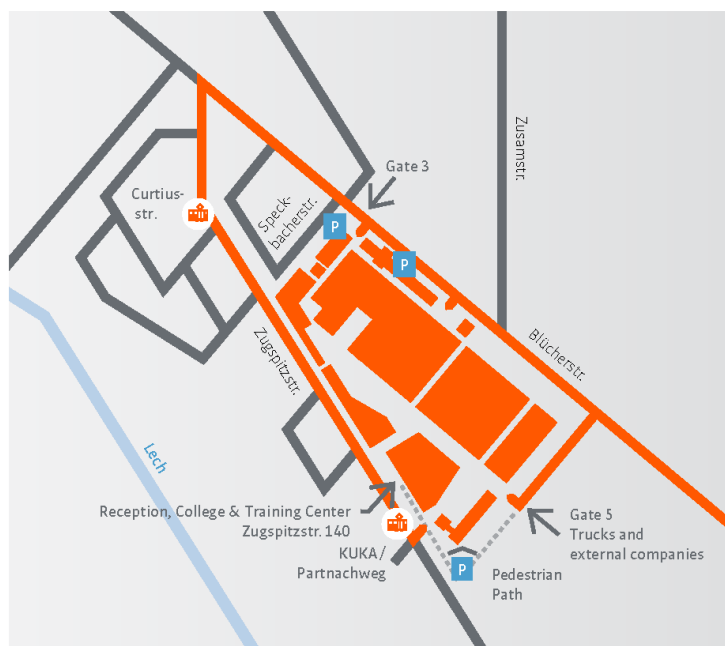 Zusamstr.
Gate 3
Curtius-
str.
Speck-
bacherstr.
P
P
Zugspitzstr.
Blücherstr.
Lech
Reception, College & Training Center
Zugspitzstr. 140
KUKA/
Partnachweg
Gate 5
Trucks and
external companies
P
Pedestrian
Path